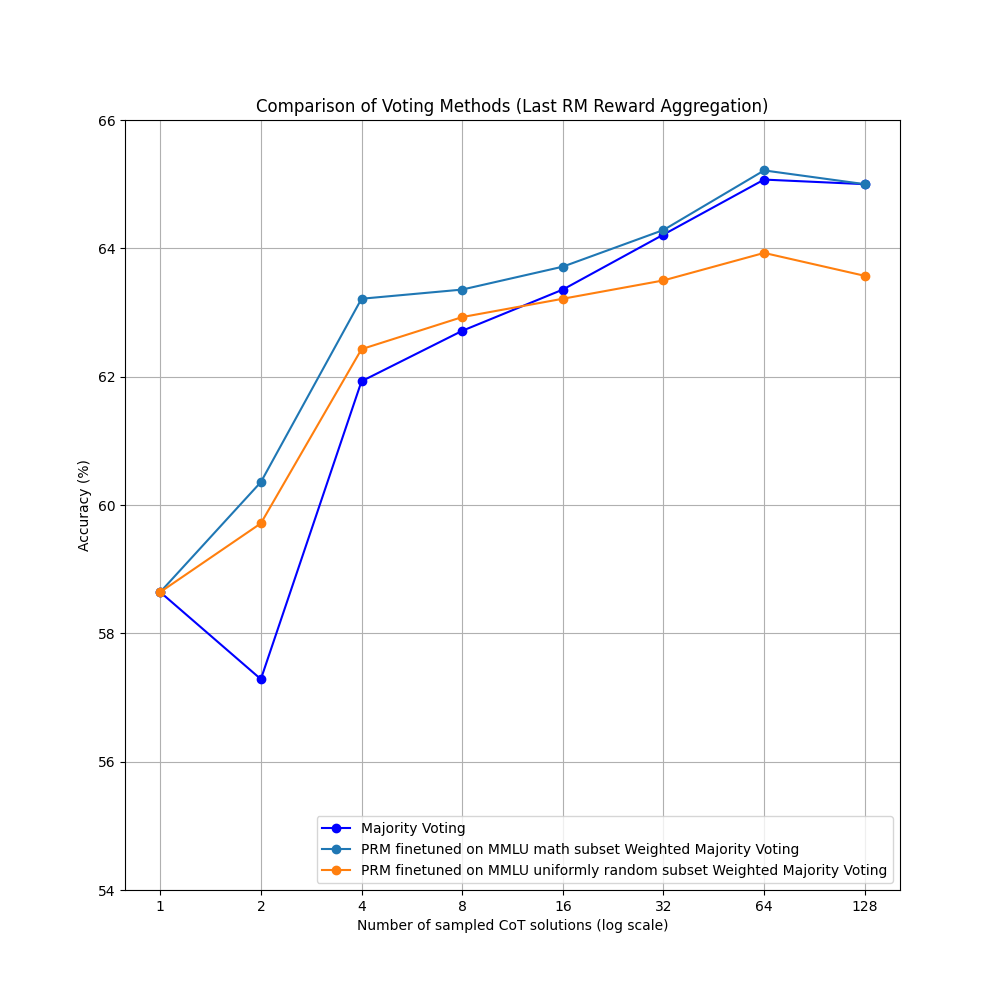 Comparison of Voting Methods (Last RM Reward Aggregation)
66
64
62
60
58
56
54
Accuracy (%)
Majority Voting
PRM finetuned on MMLU math subset Weighted Majority Voting
PRM finetuned on MMLU uniformly random subset Weighted Majority Voting
1 2 4 8 16 32 64 128
Number of sampled CoT solutions (log scale)